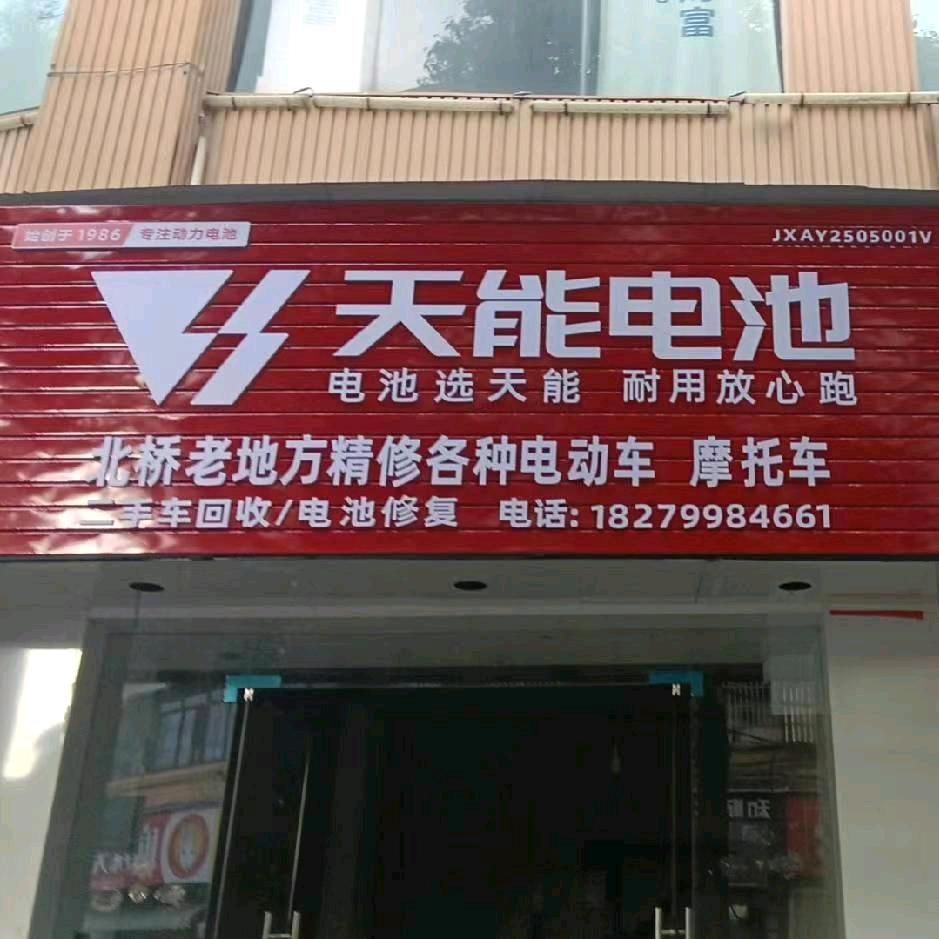 富
始创于1986 专注动力电池
JXAY2505001V
天能电池
电池选天能 耐用放心跑
北桥老地方精修各种电动车 摩托车
二手车回收/电池修复 电话:18279984661